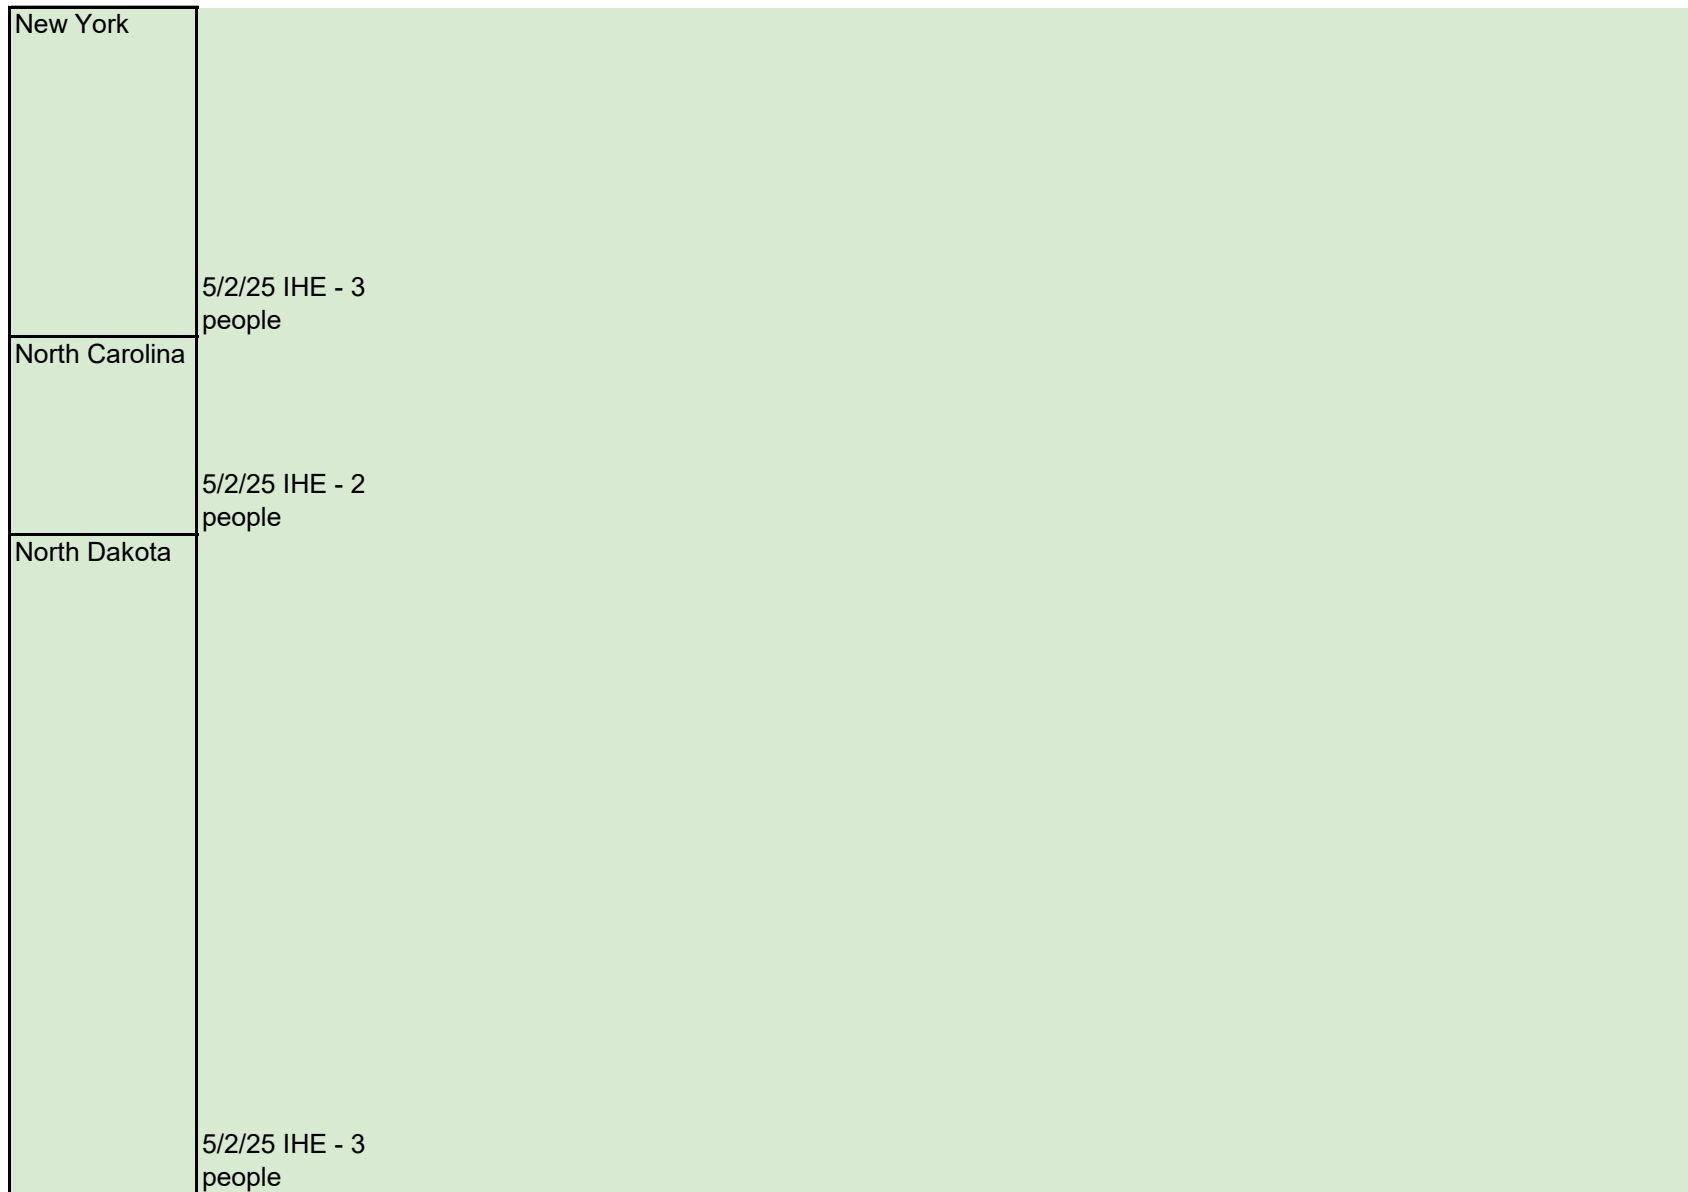 New York
5/2/25 IHE - 3
people
North Carolina
5/2/25 IHE - 2
people
North Dakota
5/2/25 IHE - 3
people